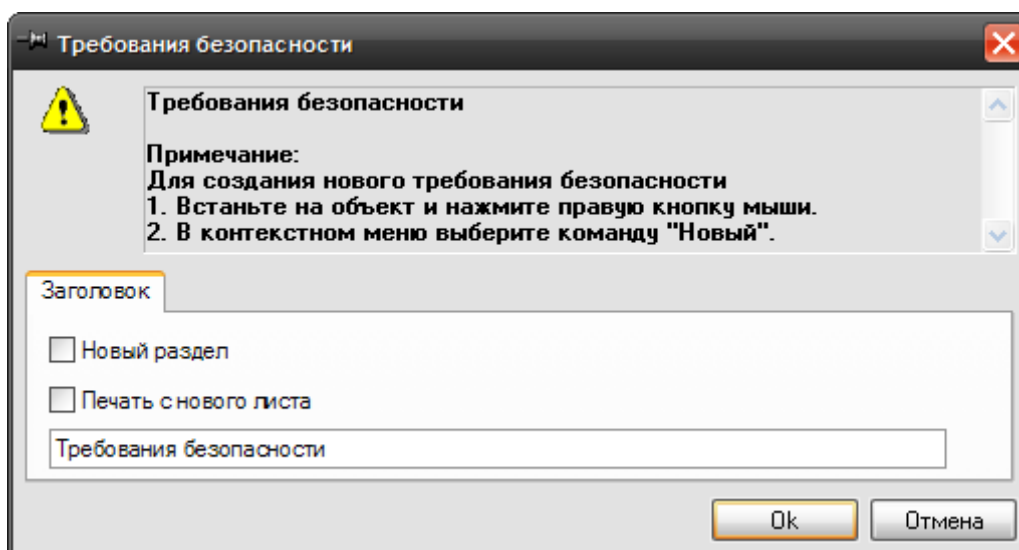 Требования безопасности
Требования безопасности
Примечание:
Для создания нового требования безопасности
1. Встаньте на объект и нажмите правую кнопку мыши.
2. В контекстном меню выберите команду "Новый".
Заголовок
Новый раздел
Печать с нового листа
Требования безопасности
Ok
Отмена